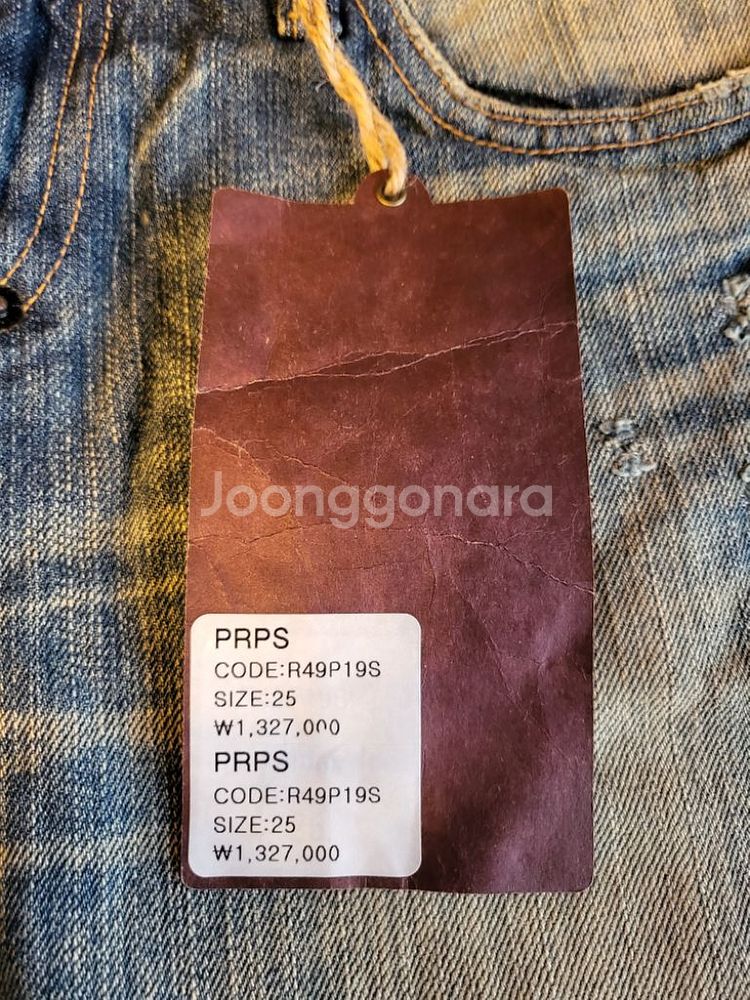 Joonggonara
PRPS
CODE:R49P19S
SIZE:25
₩1,327,000
PRPS
CODE:R49P19S
SIZE:25
₩1,327,000